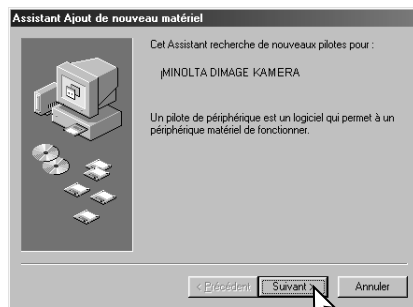 Assistant Ajout de nouveau matériel
Cet Assistant recherche de nouveaux pilotes pour :
MINOLTA DIMAGE KAMERA
Un pilote de périphérique est un logiciel qui permet à un
périphérique matériel de fonctionner.
< Précédent Suivant > Annuler